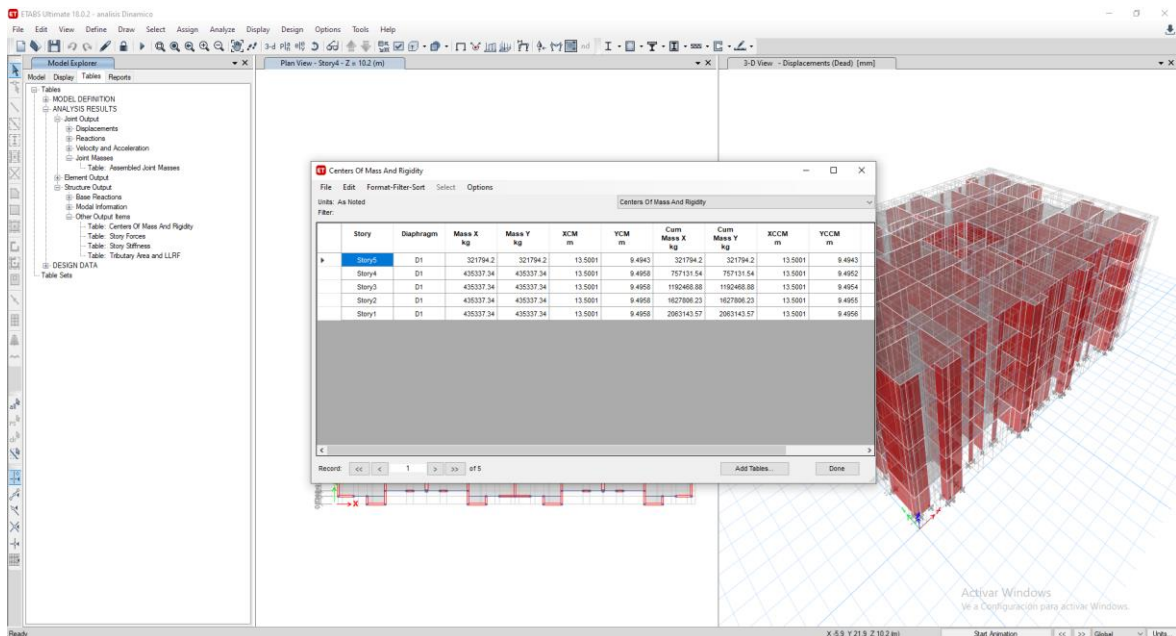 ETABS Ultimate 18.0.2 - analisis Dinamico
File Edit View Define Draw Select Assign Analyze Display Design Options Tools Help
Model Explorer
Model Display Tables Reports
Tables
MODEL DEFINITION
ANALYSIS RESULTS
Joint Output
Displacements
Reactions
Velocity and Acceleration
Joint Masses
Table: Assembled Joint Masses
Element Output
Structure Output
Base Reactions
Modal Information
Other Output Items
Table: Centers Of Mass And Rigidity
Table: Story Forces
Table: Story Stiffness
Table: Tributary Area and LLRF
DESIGN DATA
Table Sets
Plan View - Story4 - Z = 10.2 (m)
3-D View - Displacements (Dead) [mm]
Centers Of Mass And Rigidity
File Edit Format-Filter-Sort Select Options
Units: As Noted Centers Of Mass And Rigidity
Filter:
Story Diaphragm Mass X kg Mass Y kg XCM m YCM m Cum Mass X kg Cum Mass Y kg XCCM m YCCM m
Story5 D1 321794.2 321794.2 13.5001 9.4943 321794.2 321794.2 13.5001 9.4943
Story4 D1 435337.34 435337.34 13.5001 9.4958 757131.54 757131.54 13.5001 9.4952
Story3 D1 435337.34 435337.34 13.5001 9.4958 1192468.88 1192468.88 13.5001 9.4954
Story2 D1 435337.34 435337.34 13.5001 9.4958 1627806.23 1627806.23 13.5001 9.4955
Story1 D1 435337.34 435337.34 13.5001 9.4958 2063143.57 2063143.57 13.5001 9.4956
Record: << < 1 > >> of 5 Add Tables... Done
X
Activar Windows
Ve a Configuración para activar Windows.
Ready X -5.9 Y 21.9 Z 10.2 (m) Start Animation << >> Global Units